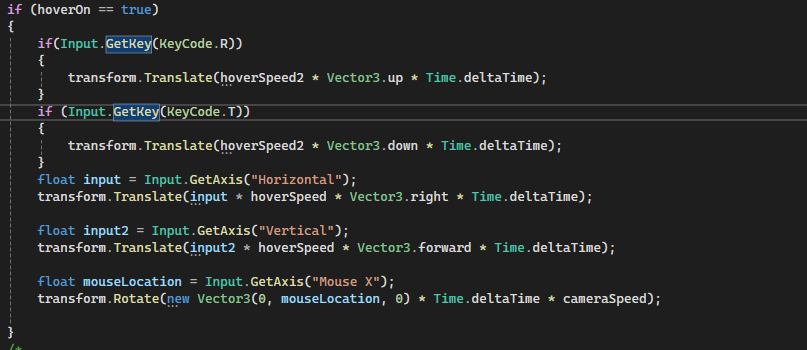 if (hoverOn == true)
{
if(Input.GetKey(KeyCode.R))
{
transform.Translate(hoverSpeed2 * Vector3.up * Time.deltaTime);
}
if (Input.GetKey(KeyCode.T))
{
transform.Translate(hoverSpeed2 * Vector3.down * Time.deltaTime);
}
float input = Input.GetAxis("Horizontal");
transform.Translate(input * hoverSpeed * Vector3.right * Time.deltaTime);
float input2 = Input.GetAxis("Vertical");
transform.Translate(input2 * hoverSpeed * Vector3.forward * Time.deltaTime);
float mouseLocation = Input.GetAxis("Mouse X");
transform.Rotate(new Vector3(0, mouseLocation, 0) * Time.deltaTime * cameraSpeed);
}
/*